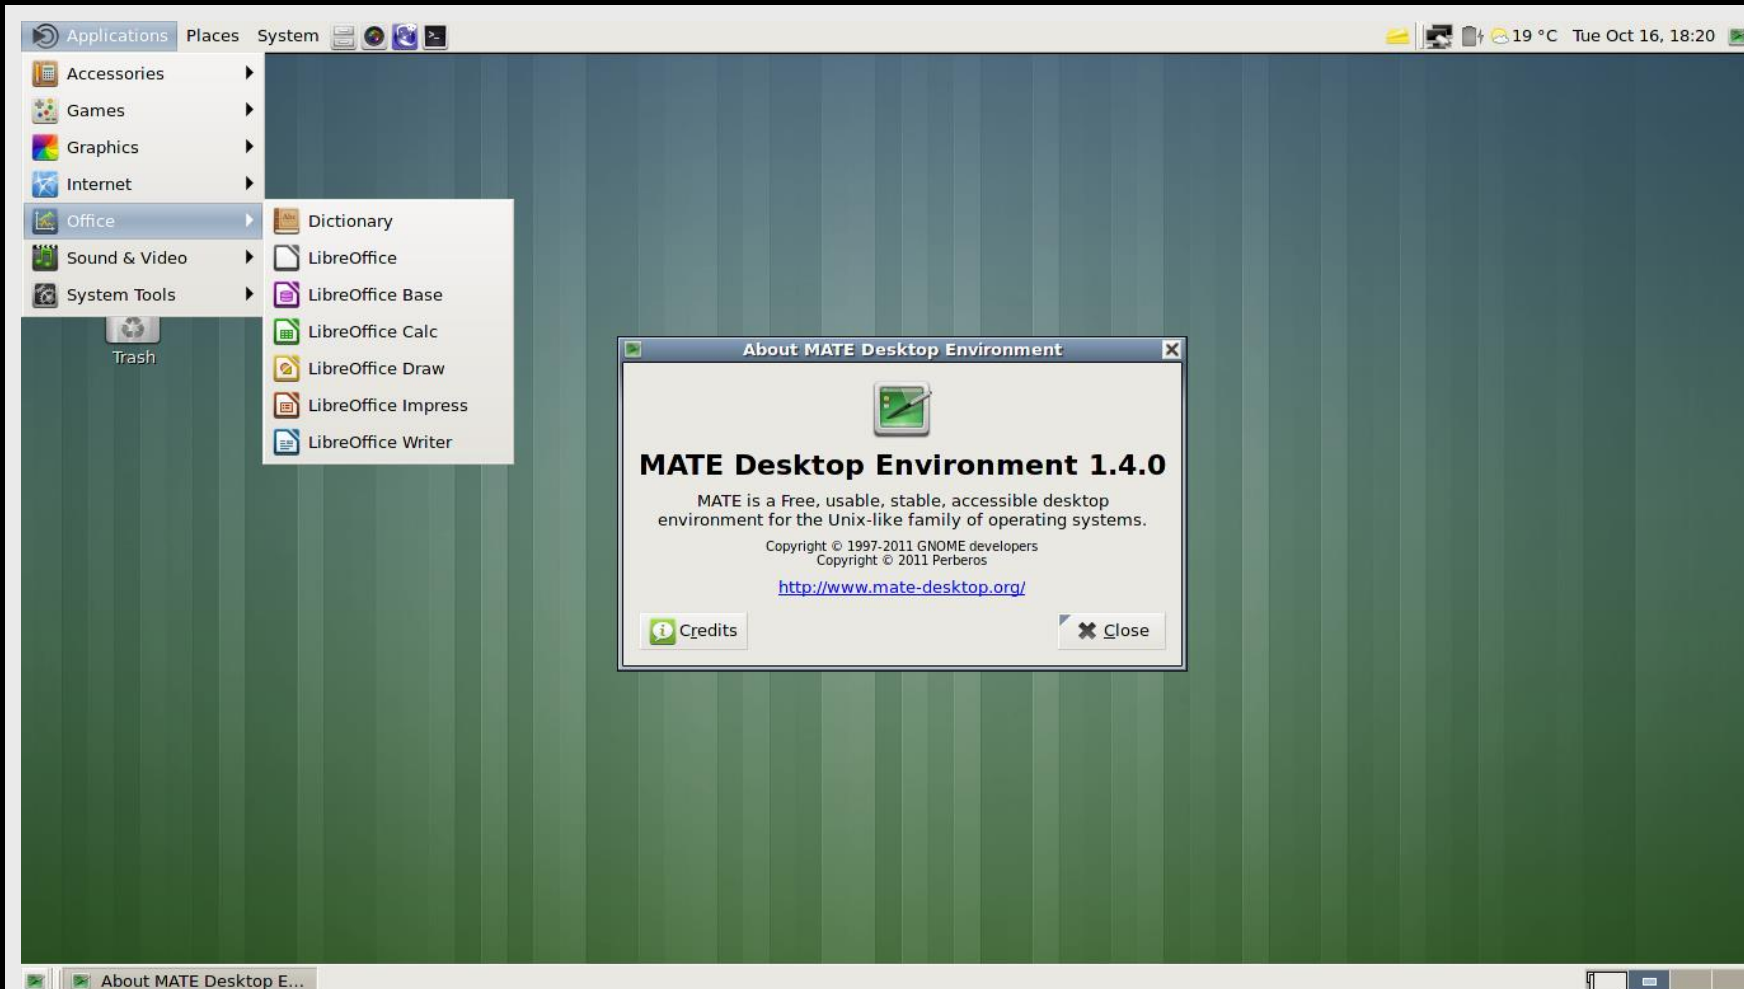 Applications Places System
19 °C Tue Oct 16, 18:20
Accessories
Games
Graphics
Internet
Office
Sound & Video
System Tools
Dictionary
LibreOffice
LibreOffice Base
LibreOffice Calc
LibreOffice Draw
LibreOffice Impress
LibreOffice Writer
Trash
About MATE Desktop Environment
MATE Desktop Environment 1.4.0
MATE is a Free, usable, stable, accessible desktop
environment for the Unix-like family of operating systems.
Copyright © 1997-2011 GNOME developers
Copyright © 2011 Perberos
http://www.mate-desktop.org/
Credits
Close
About MATE Desktop E...